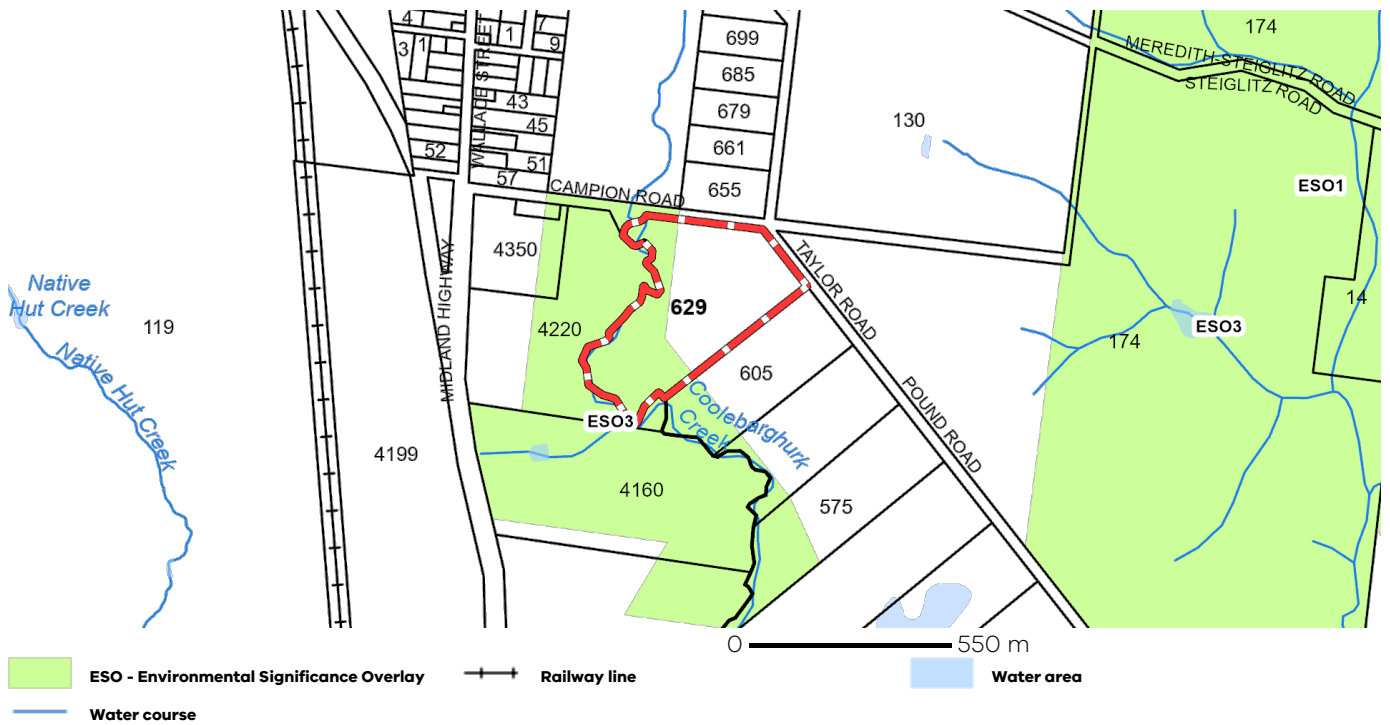 4
7
699
174
1
3
1
9
MEREDITH-STEIGLITZ ROAD
STEIGLITZ ROAD
WALLACE STREET
685
43
679
130
45
661
52
51
57
655
ESO1
CAMPION ROAD
4350
MIDLAND HIGHWAY
TAYLOR ROAD
Native
Hut Creek
119
629
14
4220
ESO3
174
Native Hut Creek
605
POUND ROAD
Coolebarghurk
Creek
ESO3
4199
4160
575
0 550 m
ESO - Environmental Significance Overlay
Railway line
Water area
Water course